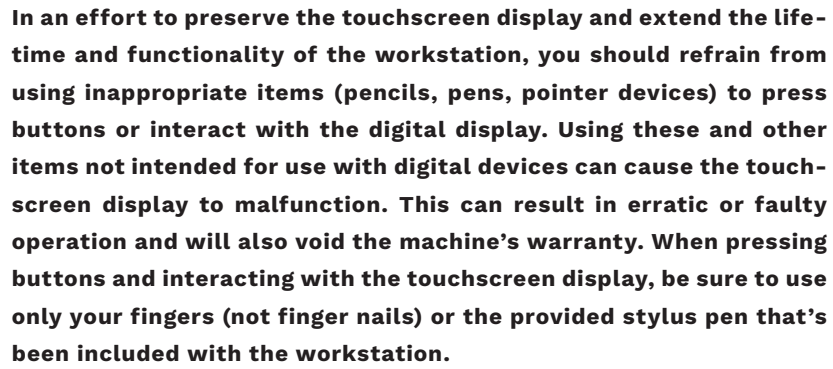 In an effort to preserve the touchscreen display and extend the life-
time and functionality of the workstation, you should refrain from
using inappropriate items (pencils, pens, pointer devices) to press
buttons or interact with the digital display. Using these and other
items not intended for use with digital devices can cause the touch-
screen display to malfunction. This can result in erratic or faulty
operation and will also void the machine's warranty. When pressing
buttons and interacting with the touchscreen display, be sure to use
only your fingers (not finger nails) or the provided stylus pen that's
been included with the workstation.